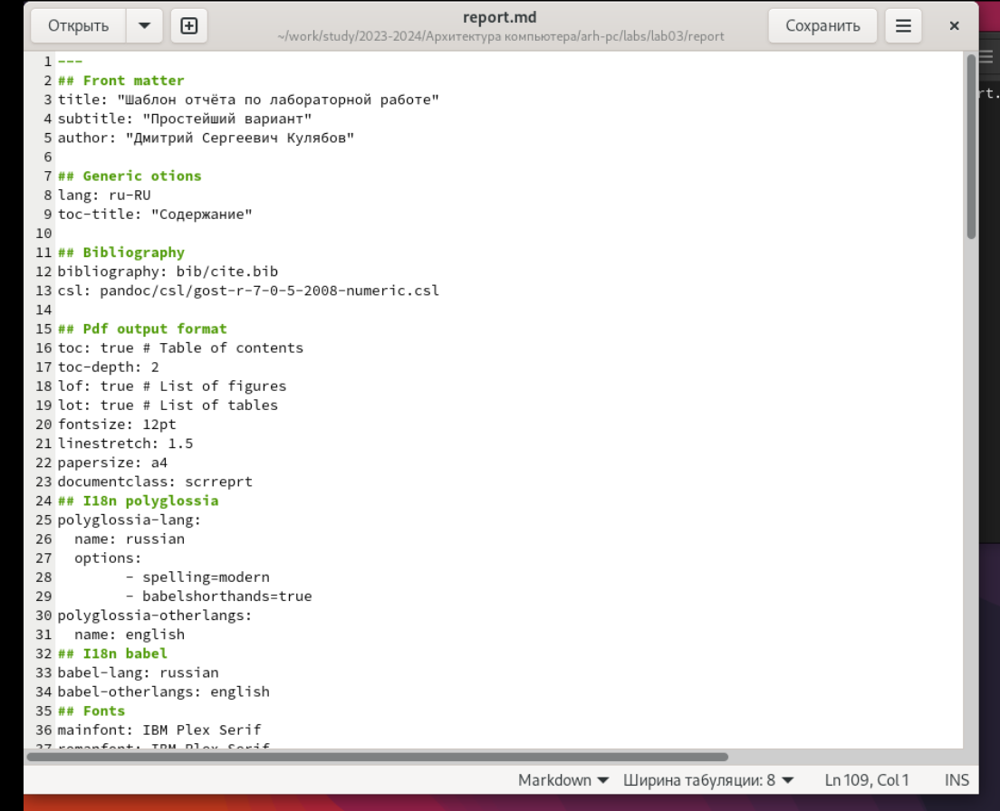 Открыть
report.md
~/work/study/2023-2024/Архитектура компьютера/arh-pc/labs/lab03/report
Сохранить
1 ---
2 ## Front matter
3 title: "Шаблон отчёта по лабораторной работе"
4 subtitle: "Простейший вариант"
5 author: "Дмитрий Сергеевич Кулябов"
6
7 ## Generic otions
8 lang: ru-RU
9 toc-title: "Содержание"
10
11 ## Bibliography
12 bibliography: bib/cite.bib
13 csl: pandoc/csl/gost-r-7-0-5-2008-numeric.csl
14
15 ## Pdf output format
16 toc: true # Table of contents
17 toc-depth: 2
18 lof: true # List of figures
19 lot: true # List of tables
20 fontsize: 12pt
21 linestretch: 1.5
22 papersize: a4
23 documentclass: scrreprt
24 ## I18n polyglossia
25 polyglossia-lang:
26   name: russian
27   options:
28         - spelling=modern
29         - babelshorthands=true
30 polyglossia-otherlangs:
31   name: english
32 ## I18n babel
33 babel-lang: russian
34 babel-otherlangs: english
35 ## Fonts
36 mainfont: IBM Plex Serif
37 romanfont: IBM Plex Serif
rt.
Markdown Ширина табуляции: 8 Ln 109, Col 1 INS